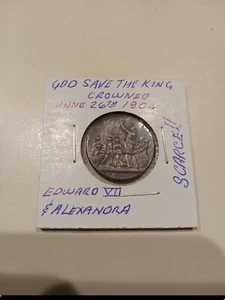 GOD SAVE THE KING
CROWNED
JUNE 26TH 1902
SCARCE!!
EDWARD VII
& ALEXANDRA